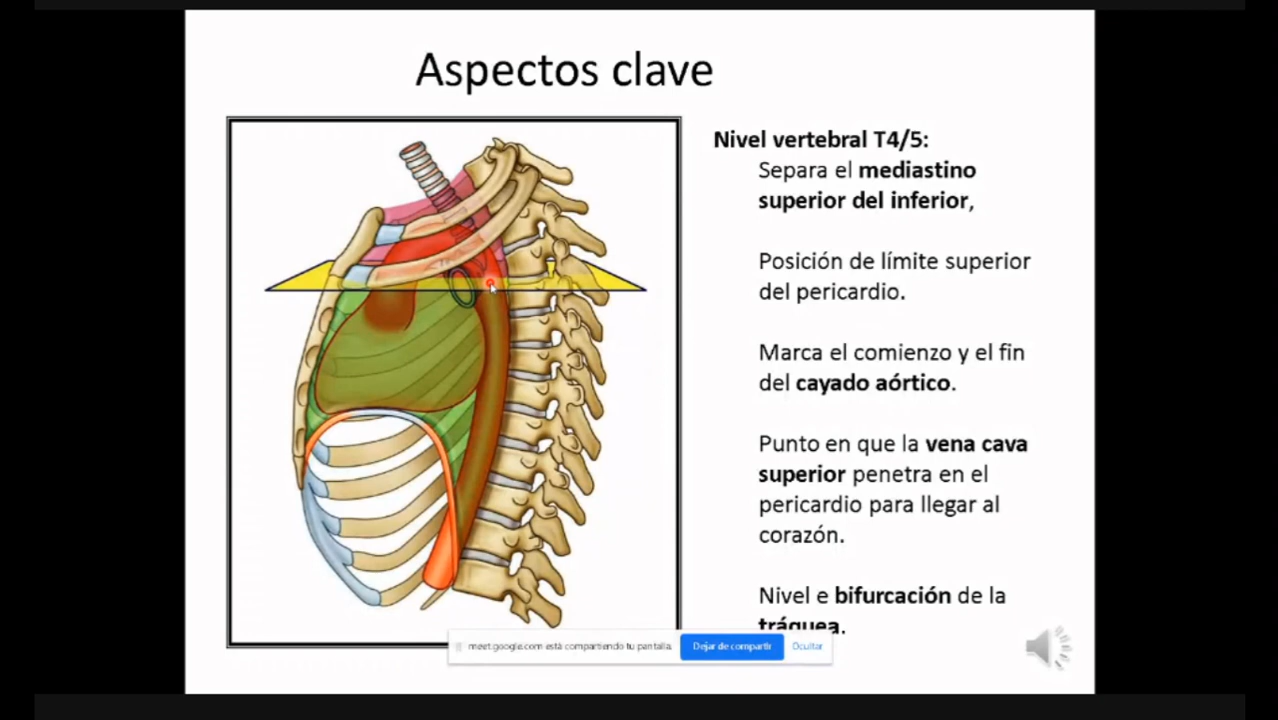 Aspectos clave
Nivel vertebral T4/5:
Separa el mediastino
superior del inferior,
Posición de límite superior
del pericardio.
Marca el comienzo y el fin
del cayado aórtico.
Punto en que la vena cava
superior penetra en el
pericardio para llegar al
corazón.
Nivel e bifurcación de la
tráquea.
meet.google.com está compartiendo tu pantalla.
Dejar de compartir
Ocultar